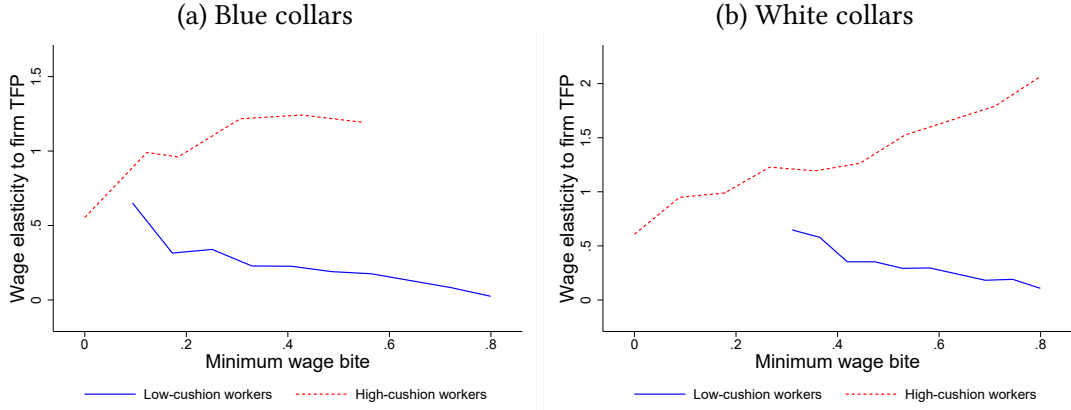 (a) Blue collars
Wage elasticity to firm TFP
1.5
1
.5
0
0 .2 .4 .6 .8
Minimum wage bite
Low-cushion workers High-cushion workers
(b) White collars
Wage elasticity to firm TFP
2
1.5
1
.5
0
0 .2 .4 .6 .8
Minimum wage bite
Low-cushion workers High-cushion workers